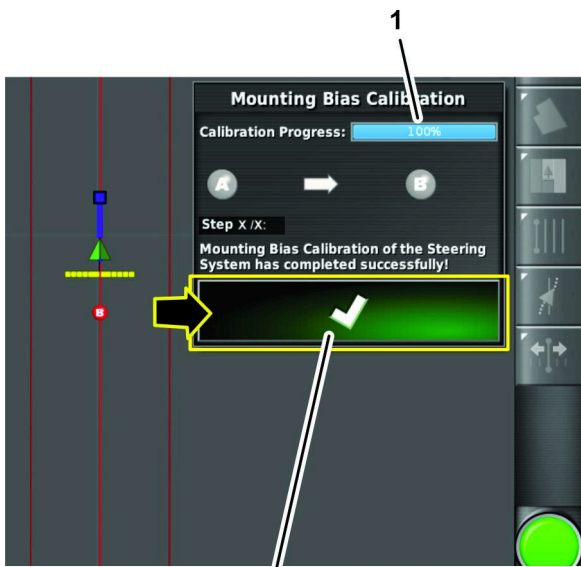 1
Mounting Bias Calibration
Calibration Progress: 100%
A B
Step X /X:
Mounting Bias Calibration of the Steering
System has completed successfully!
B